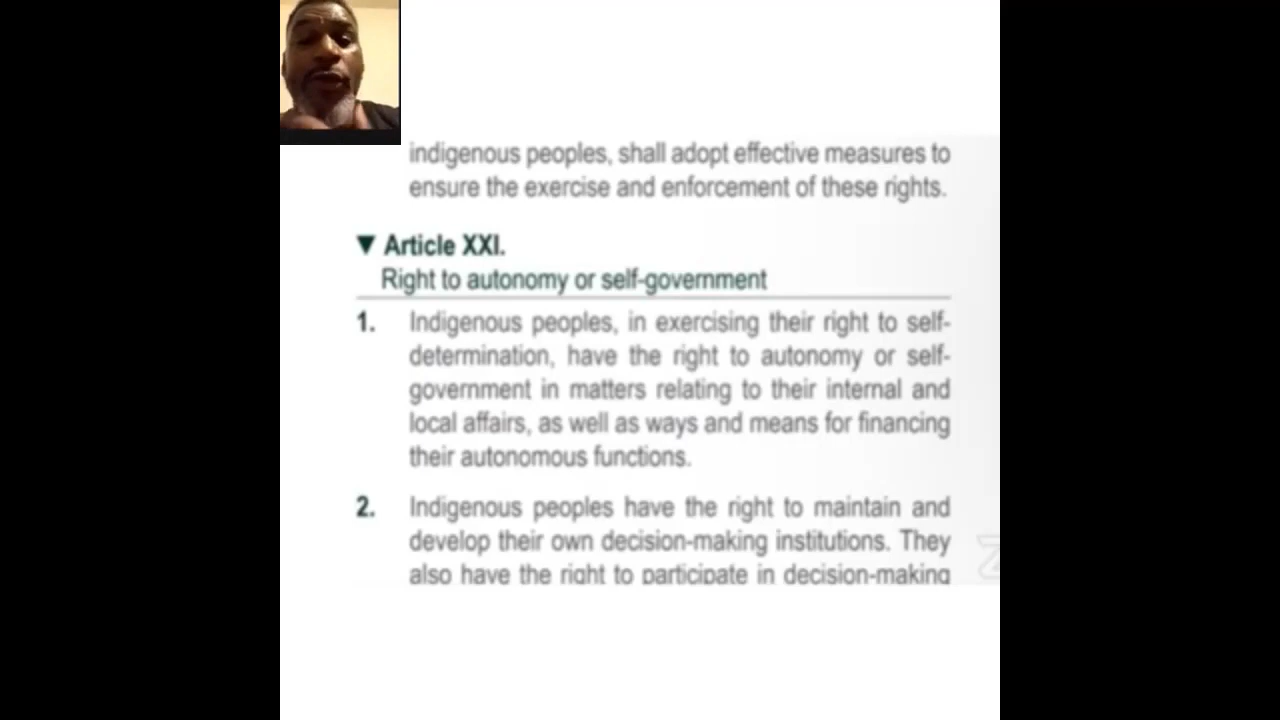 indigenous peoples, shall adopt effective measures to
ensure the exercise and enforcement of these rights.
▼ Article XXI.
Right to autonomy or self-government
1. Indigenous peoples, in exercising their right to self-
determination, have the right to autonomy or self-
government in matters relating to their internal and
local affairs, as well as ways and means for financing
their autonomous functions.
2. Indigenous peoples have the right to maintain and
develop their own decision-making institutions. They
also have the right to participate in decision-making